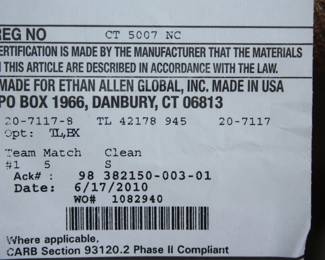 REG NO CT 5007 NC
CERTIFICATION IS MADE BY THE MANUFACTURER THAT THE MATERIALS
IN THIS ARTICLE ARE DESCRIBED IN ACCORDANCE WITH THE LAW.
MADE FOR ETHAN ALLEN GLOBAL, INC. MADE IN USA
PO BOX 1966, DANBURY, CT 06813
20-7117-8 TL 42178 945 20-7117
Opt: TL,EX
Team Match Clean
#1 5 S
Ack# : 98 382150-003-01
Date: 6/17/2010
WO# 1082940
Where applicable,
CARB Section 93120.2 Phase II Compliant